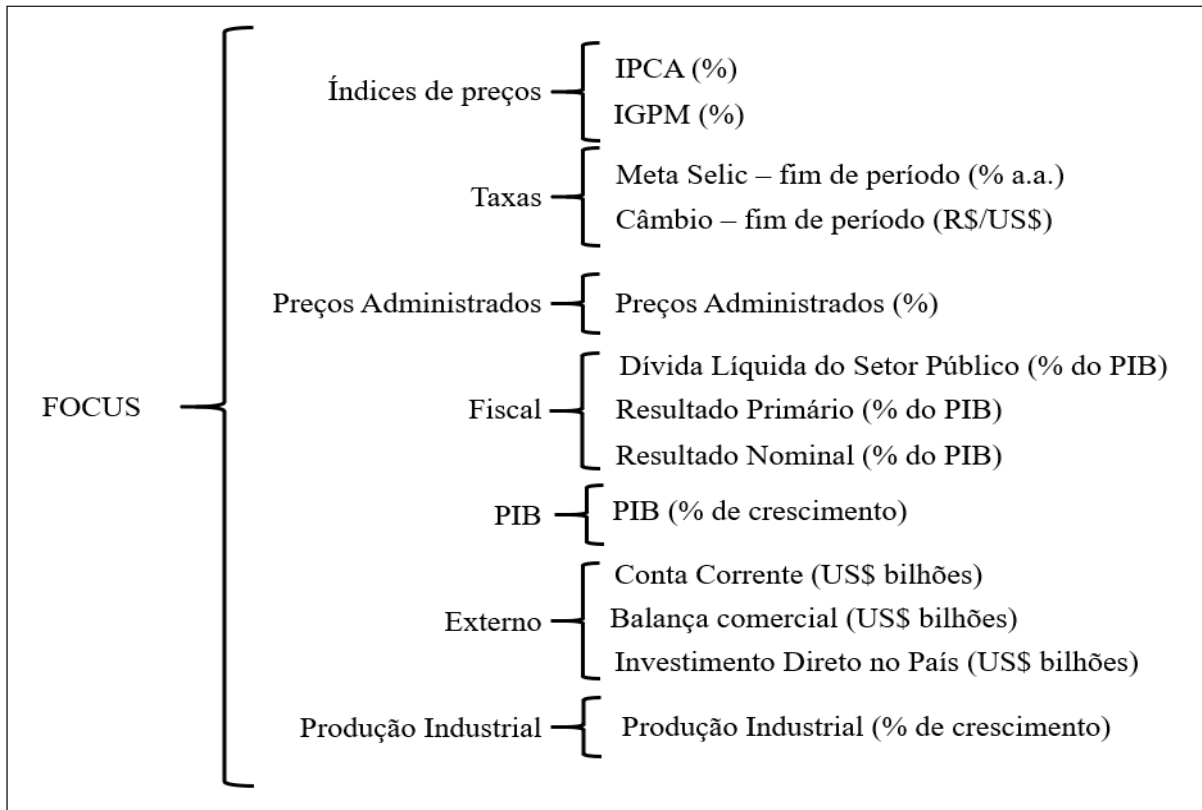 FOCUS
Índices de preços
IPCA (%)
IGPM (%)
Taxas
Meta Selic – fim de período (% a.a.)
Câmbio – fim de período (R$/US$)
Preços Administrados
Preços Administrados (%)
Fiscal
Dívida Líquida do Setor Público (% do PIB)
Resultado Primário (% do PIB)
Resultado Nominal (% do PIB)
PIB
PIB (% de crescimento)
Externo
Conta Corrente (US$ bilhões)
Balança comercial (US$ bilhões)
Investimento Direto no País (US$ bilhões)
Produção Industrial
Produção Industrial (% de crescimento)